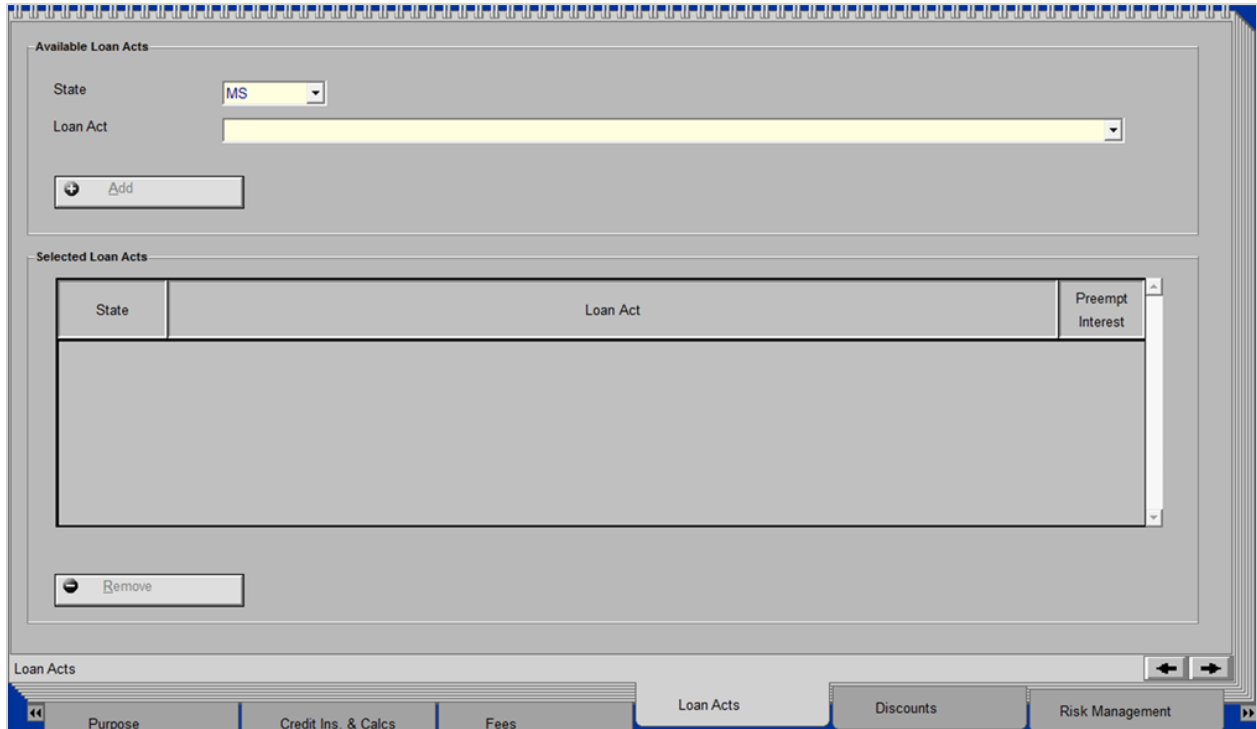 Available Loan Acts
State
MS
Loan Act
Add
Selected Loan Acts
State
Loan Act
Preempt
Interest
Remove
Loan Acts
Purpose
Credit Ins. & Calcs
Fees
Loan Acts
Discounts
Risk Management